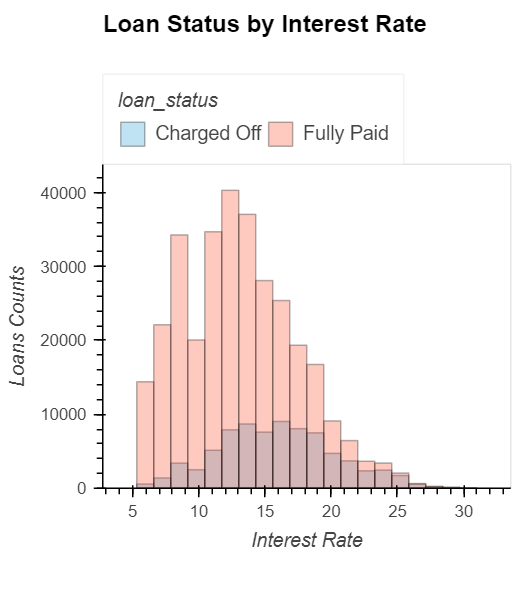 Loan Status by Interest Rate
loan_status
Charged Off Fully Paid
40000
30000
20000
10000
0
Loans Counts
5 10 15 20 25 30
Interest Rate